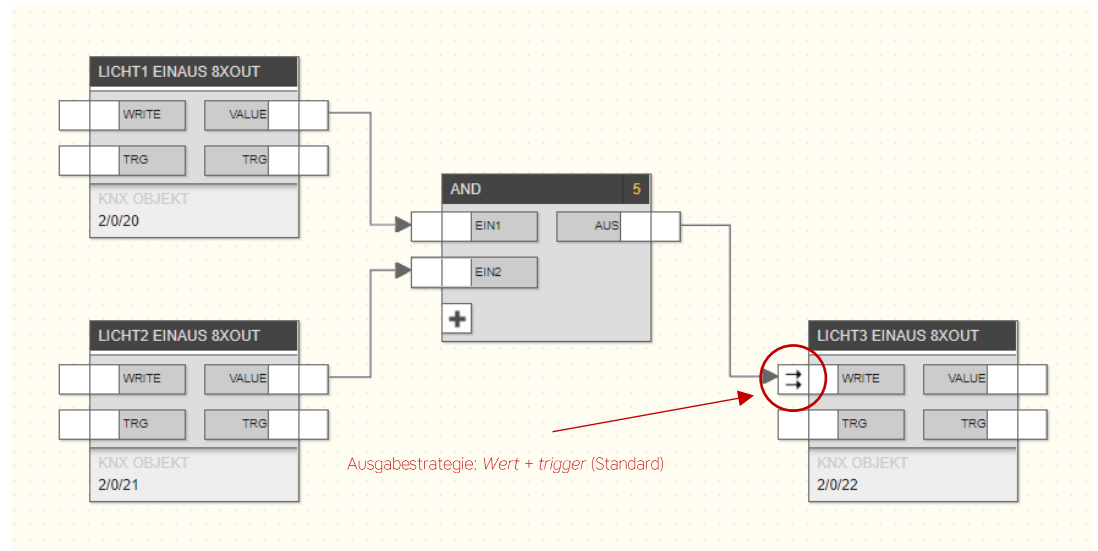 LICHT1 EINAUS 8XOUT
WRITE VALUE
TRG TRG
KNX OBJEKT
2/0/20
AND 5
EIN1 AUS
EIN2
LICHT2 EINAUS 8XOUT
WRITE VALUE
TRG TRG
KNX OBJEKT
2/0/21
LICHT3 EINAUS 8XOUT
WRITE VALUE
TRG TRG
KNX OBJEKT
2/0/22
Ausgabestrategie: Wert + trigger (Standard)